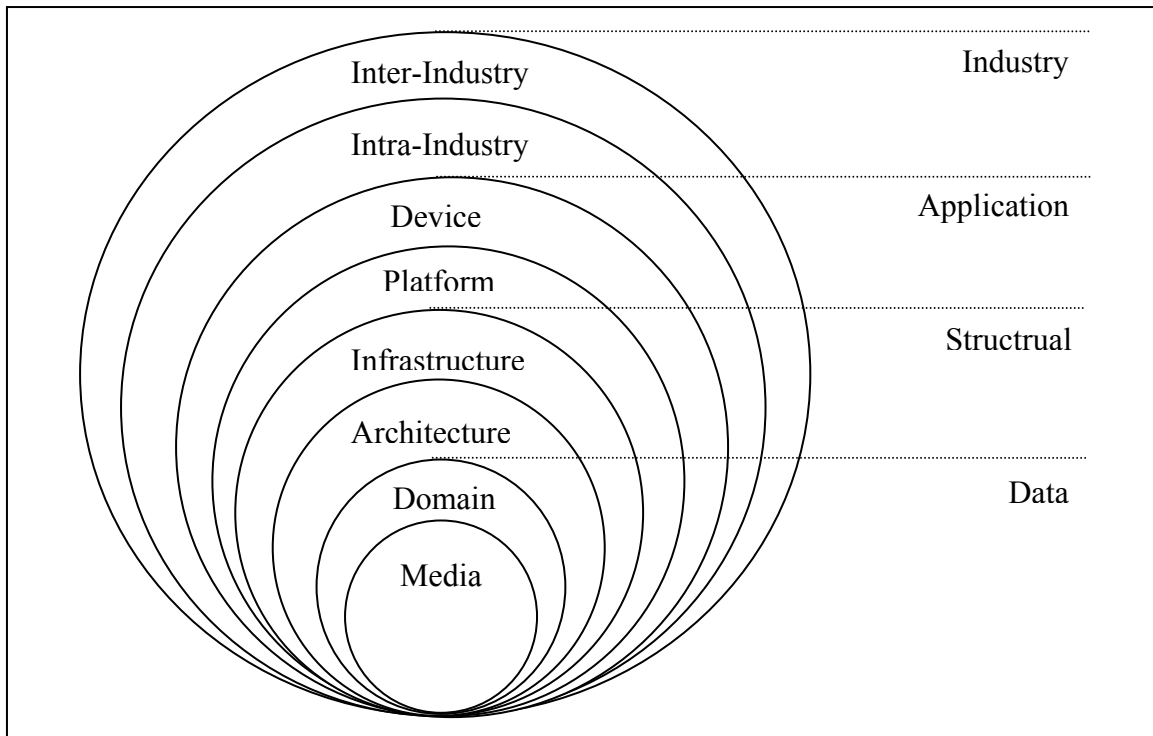 Inter-Industry
Industry
Intra-Industry
Application
Device
Platform
Structrual
Infrastructure
Architecture
Data
Domain
Media